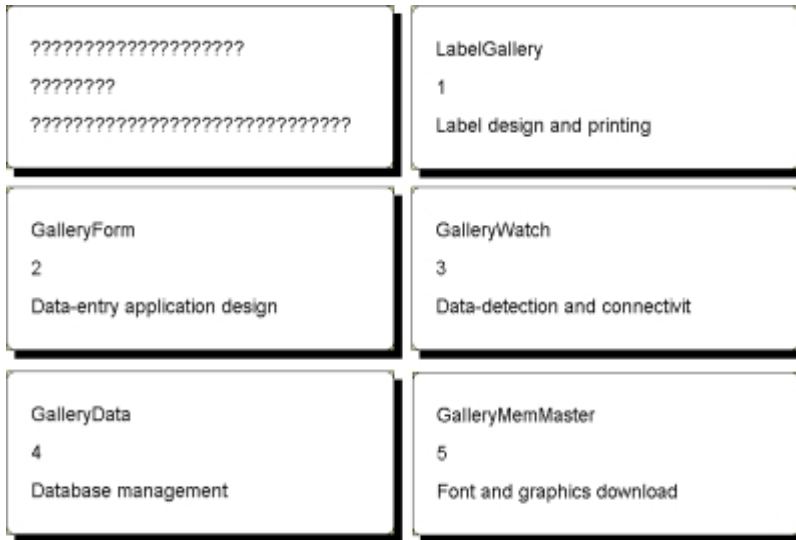 ????????????????????
????????
??????????????????????????????
LabelGallery
1
Label design and printing
GalleryForm
2
Data-entry application design
GalleryWatch
3
Data-detection and connectivit
GalleryData
4
Database management
GalleryMemMaster
5
Font and graphics download